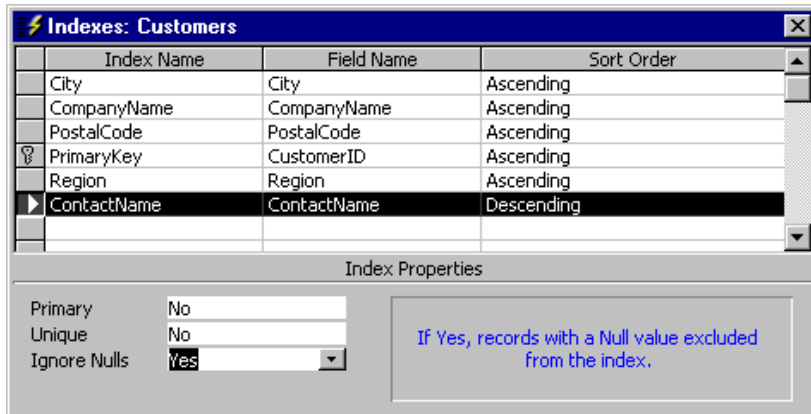 Indexes: Customers
Index Name Field Name Sort Order
City City Ascending
CompanyName CompanyName Ascending
PostalCode PostalCode Ascending
PrimaryKey CustomerID Ascending
Region Region Ascending
ContactName ContactName Descending
Index Properties
Primary No
Unique No
Ignore Nulls Yes
If Yes, records with a Null value excluded
from the index.